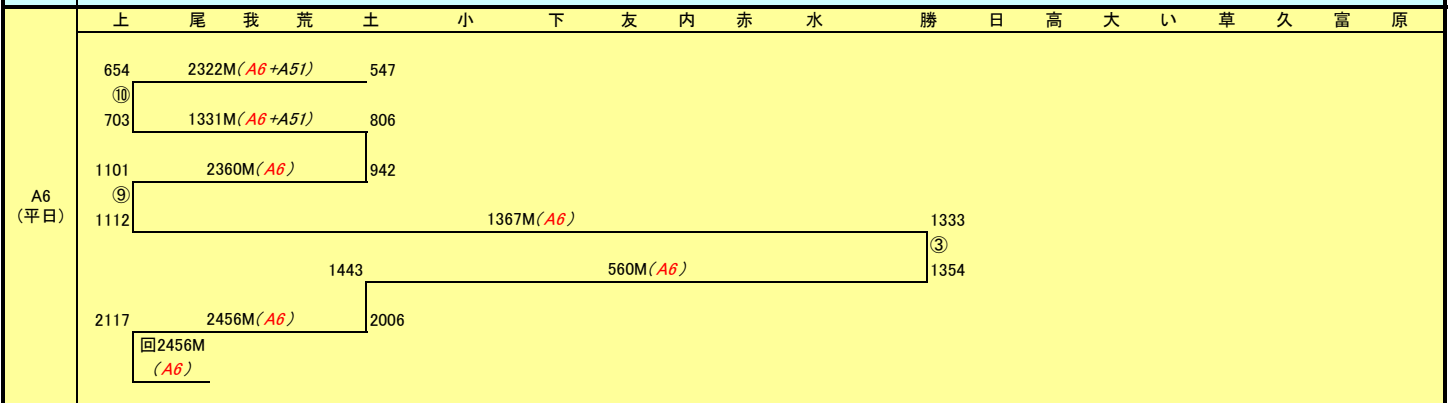 上 尾 我 荒 土 小 下 友 内 赤 水 勝 日 高 大 い 草 久 富 原
654 2322M(A6+A51) 547
⑩
703 1331M(A6+A51) 806
1101 2360M(A6) 942
A6
⑨
(平日)
1112 1367M(A6) 1333
③
1443 560M(A6) 1354
2117 2456M(A6) 2006
回2456M
(A6)